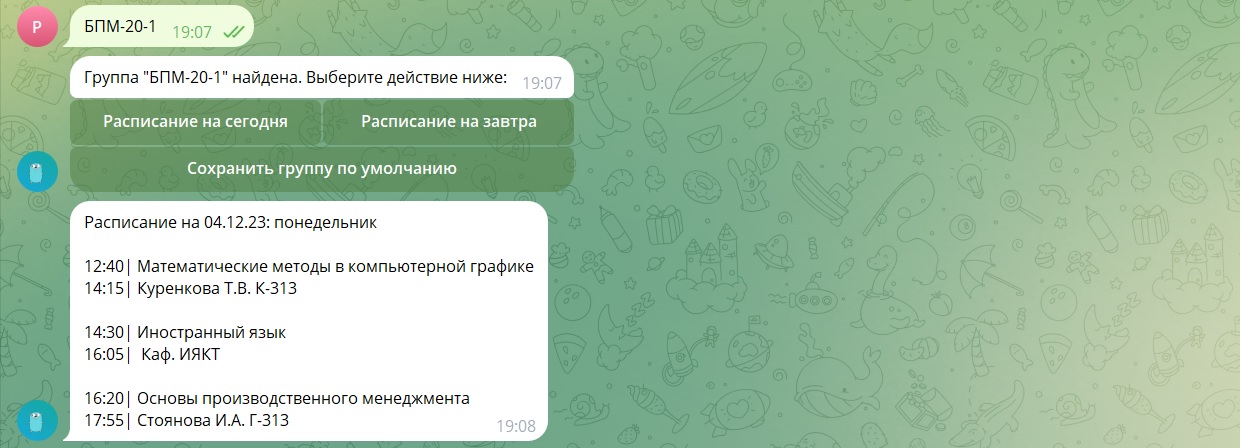 Р
БПМ-20-1 19:07
Группа "БПМ-20-1" найдена. Выберите действие ниже: 19:07
Расписание на сегодня Расписание на завтра
Сохранить группу по умолчанию
Расписание на 04.12.23: понедельник
12:40| Математические методы в компьютерной графике
14:15| Куренкова Т.В. К-313
14:30| Иностранный язык
16:05| Каф. ИЯКТ
16:20| Основы производственного менеджмента
17:55| Стоянова И.А. Г-313
19:08